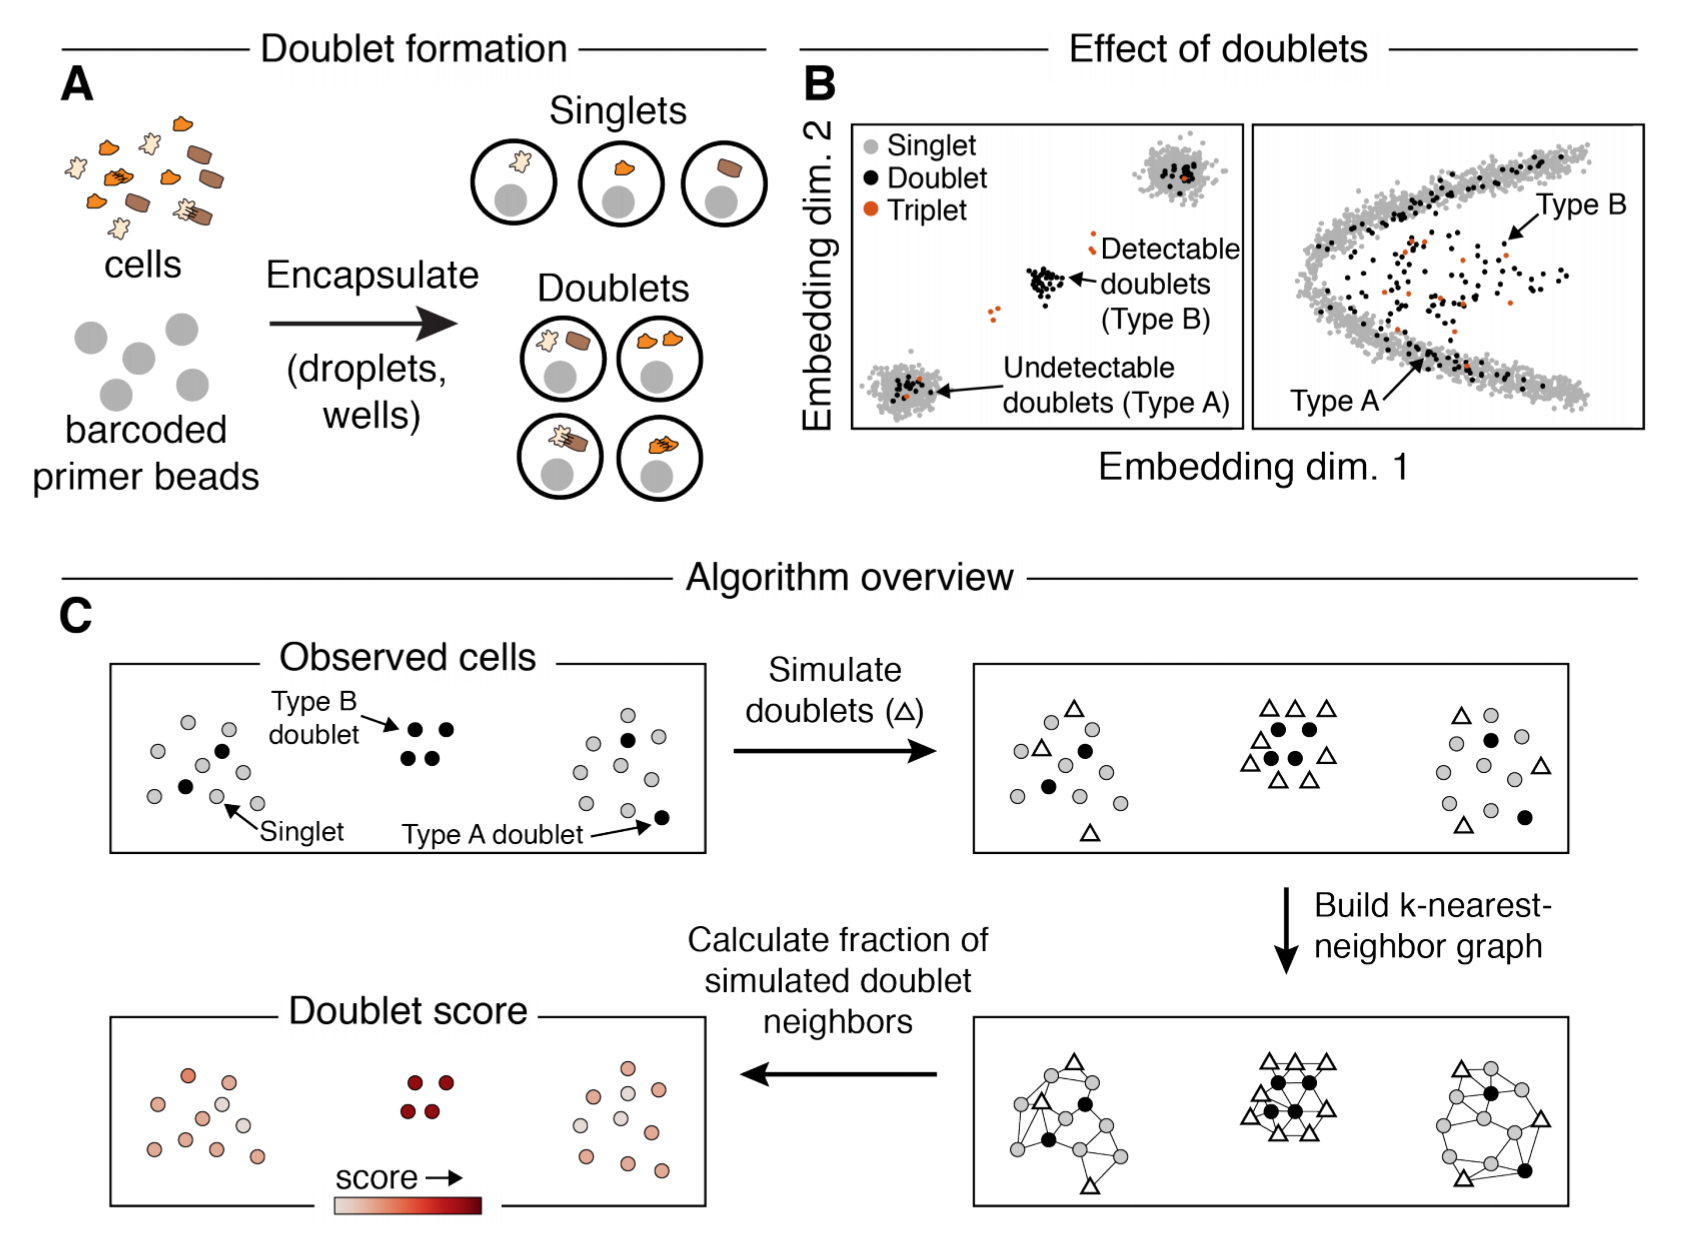 Doublet formation
A
cells
barcoded
primer beads
Encapsulate
(droplets,
wells)
Singlets
Doublets
Effect of doublets
B
Embedding dim. 2
Singlet
Doublet
Triplet
Detectable
doublets
(Type B)
Undetectable
doublets (Type A)
Type B
Type A
Embedding dim. 1
Algorithm overview
C
Observed cells
Type B
doublet
Singlet
Type A doublet
Simulate
doublets (△)
Build k-nearest-
neighbor graph
Calculate fraction of
simulated doublet
neighbors
Doublet score
score